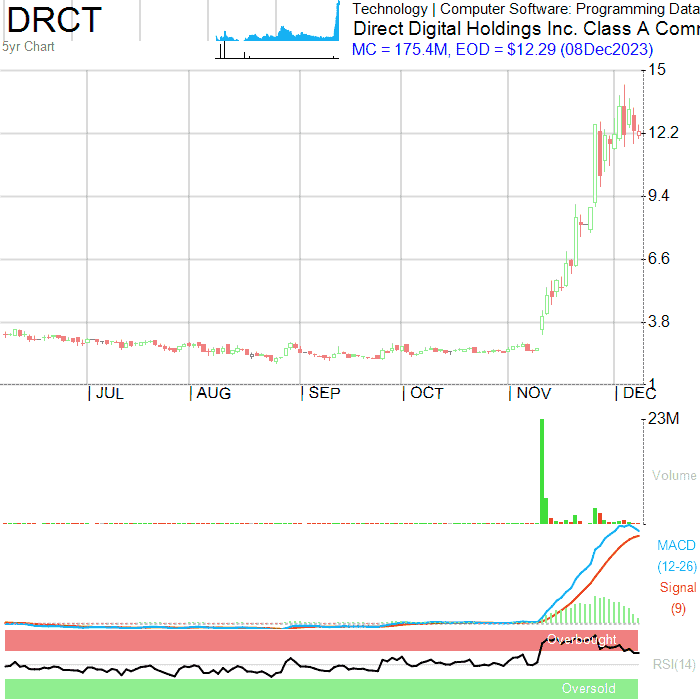 DRCT
5yr Chart
Technology | Computer Software: Programming Data
Direct Digital Holdings Inc. Class A Com
MC = 175.4M, EOD = $12.29 (08Dec2023)
15
12.2
9.4
6.6
3.8
1
JUL AUG SEP OCT NOV DEC
23M
Volume
MACD
(12-26)
Signal
(9)
Overbought
RSI(14)
Oversold